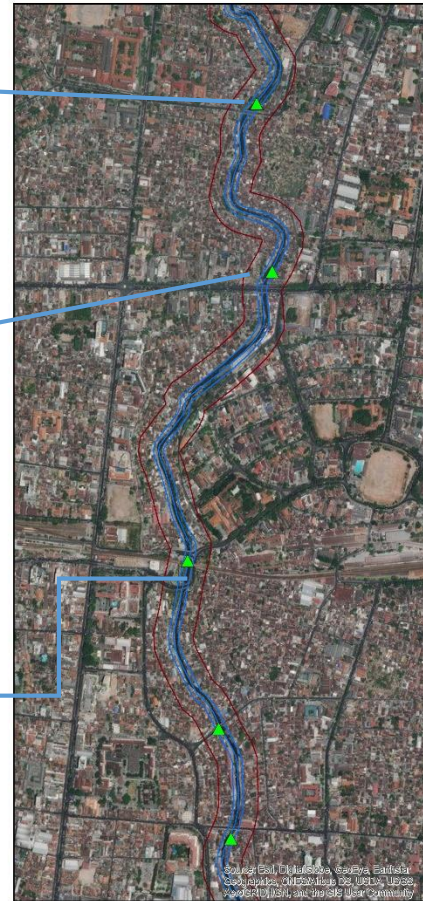 Source: Esri, DigitalGlobe, GeoEye, Earthstar
Geographics, CNES/Airbus DS, USDA, USGS,
AeroGRID, IGN, and the GIS User Community